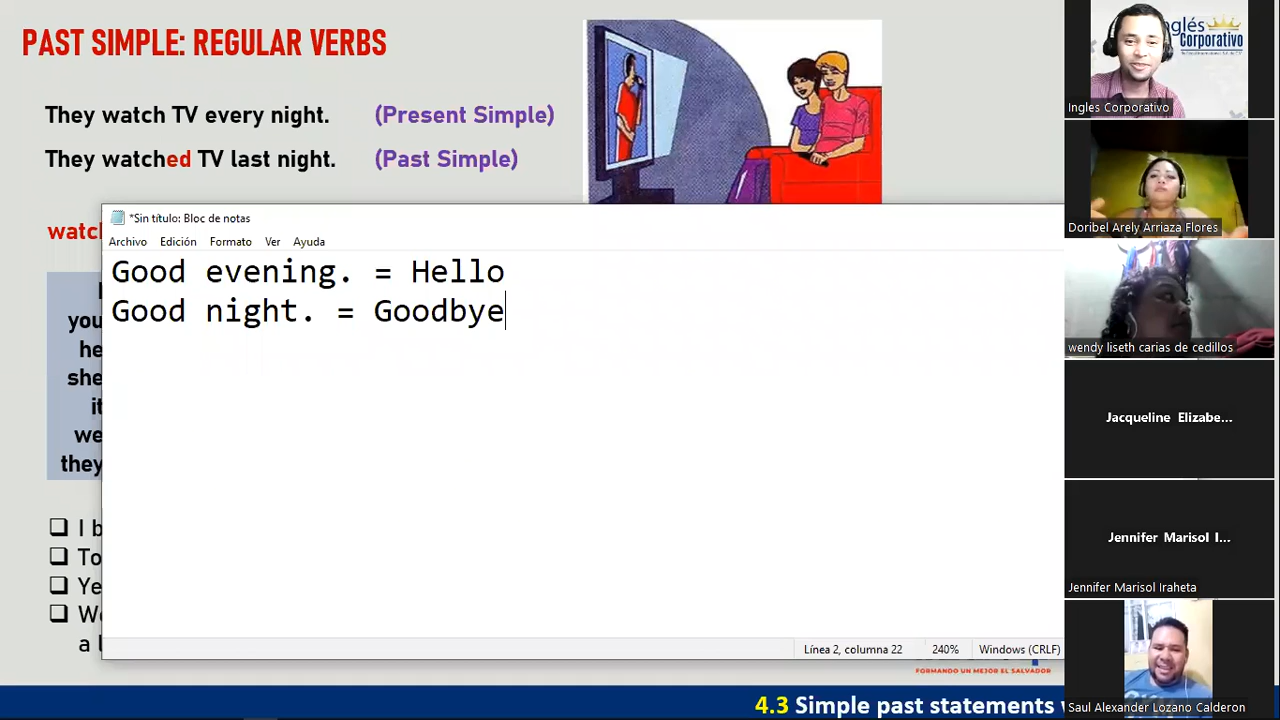 PAST SIMPLE: REGULAR VERBS
They watch TV every night. (Present Simple)
They watched TV last night. (Past Simple)
*Sin título: Bloc de notas
Archivo Edición Formato Ver Ayuda
Good evening. = Hello
Good night. = Goodbye
you
he
she
it
we
they
I
Línea 2, columna 22 240% Windows (CRLF)
FORMANDO UN MEJOR EL SALVADOR
4.3 Simple past statements
Inglés
Corporativo
Ingles Corporativo
Doribel Arely Arriaza Flores
wendy liseth carias de cedillos
Jacqueline Elizabe...
Jennifer Marisol I...
Jennifer Marisol Iraheta
Saul Alexander Lozano Calderon